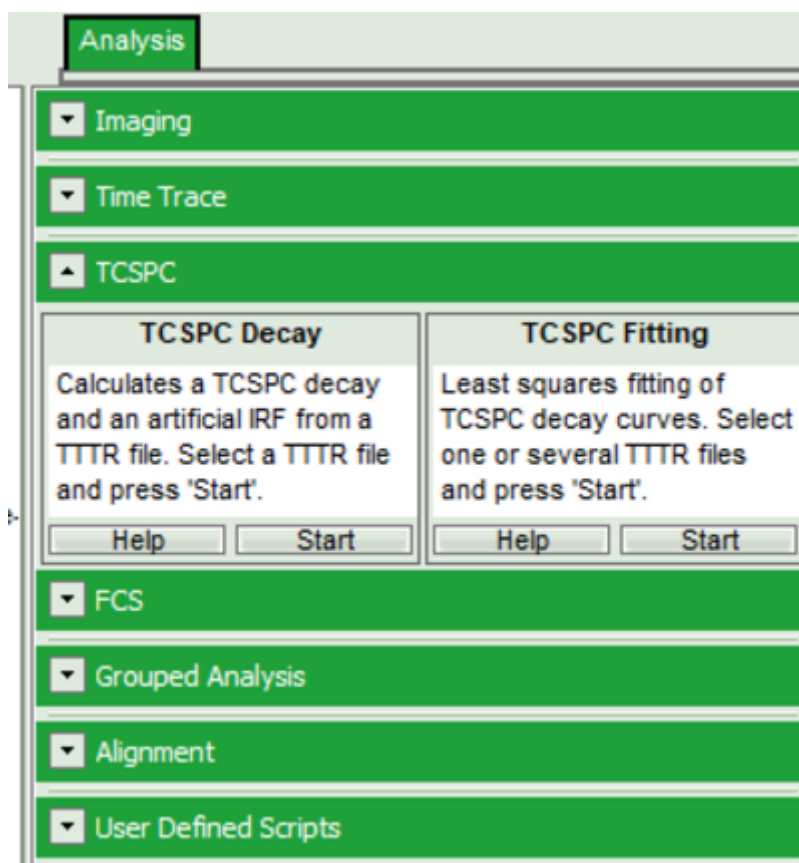 Analysis
Imaging
Time Trace
TCSPC
TCSPC Decay
Calculates a TCSPC decay
and an artificial IRF from a
TTTR file. Select a TTTR file
and press 'Start'.
Help Start
TCSPC Fitting
Least squares fitting of
TCSPC decay curves. Select
one or several TTTR files
and press 'Start'.
Help Start
FCS
Grouped Analysis
Alignment
User Defined Scripts